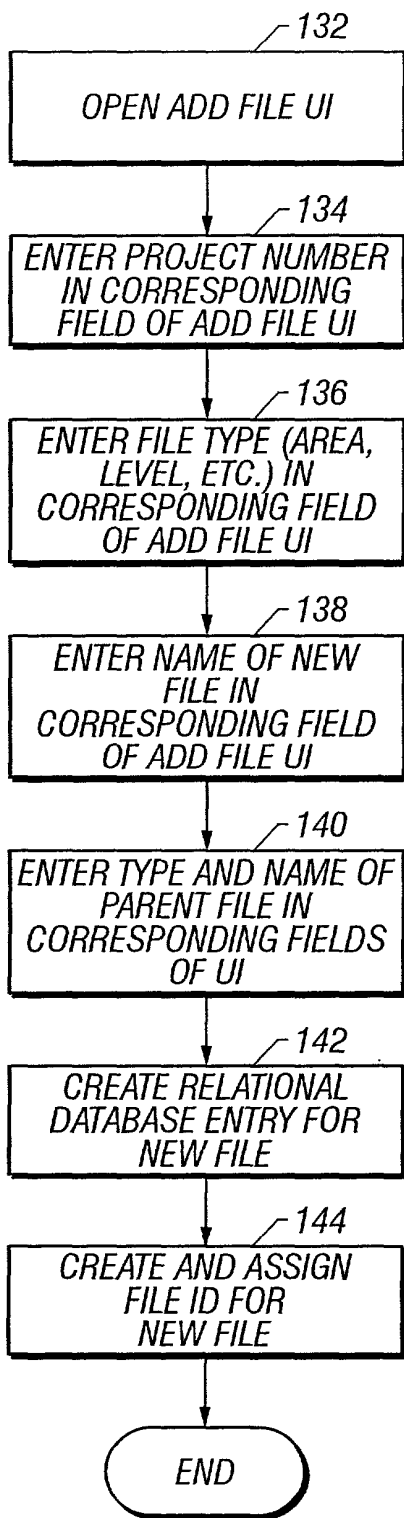 132
OPEN ADD FILE UI
134
ENTER PROJECT NUMBER
IN CORRESPONDING
FIELD OF ADD FILE UI
136
ENTER FILE TYPE (AREA,
LEVEL, ETC.) IN
CORRESPONDING FIELD
OF ADD FILE UI
138
ENTER NAME OF NEW
FILE IN
CORRESPONDING FIELD
OF ADD FILE UI
140
ENTER TYPE AND NAME OF
PARENT FILE IN
CORRESPONDING FIELDS
OF UI
142
CREATE RELATIONAL
DATABASE ENTRY FOR
NEW FILE
144
CREATE AND ASSIGN
FILE ID FOR
NEW FILE
END